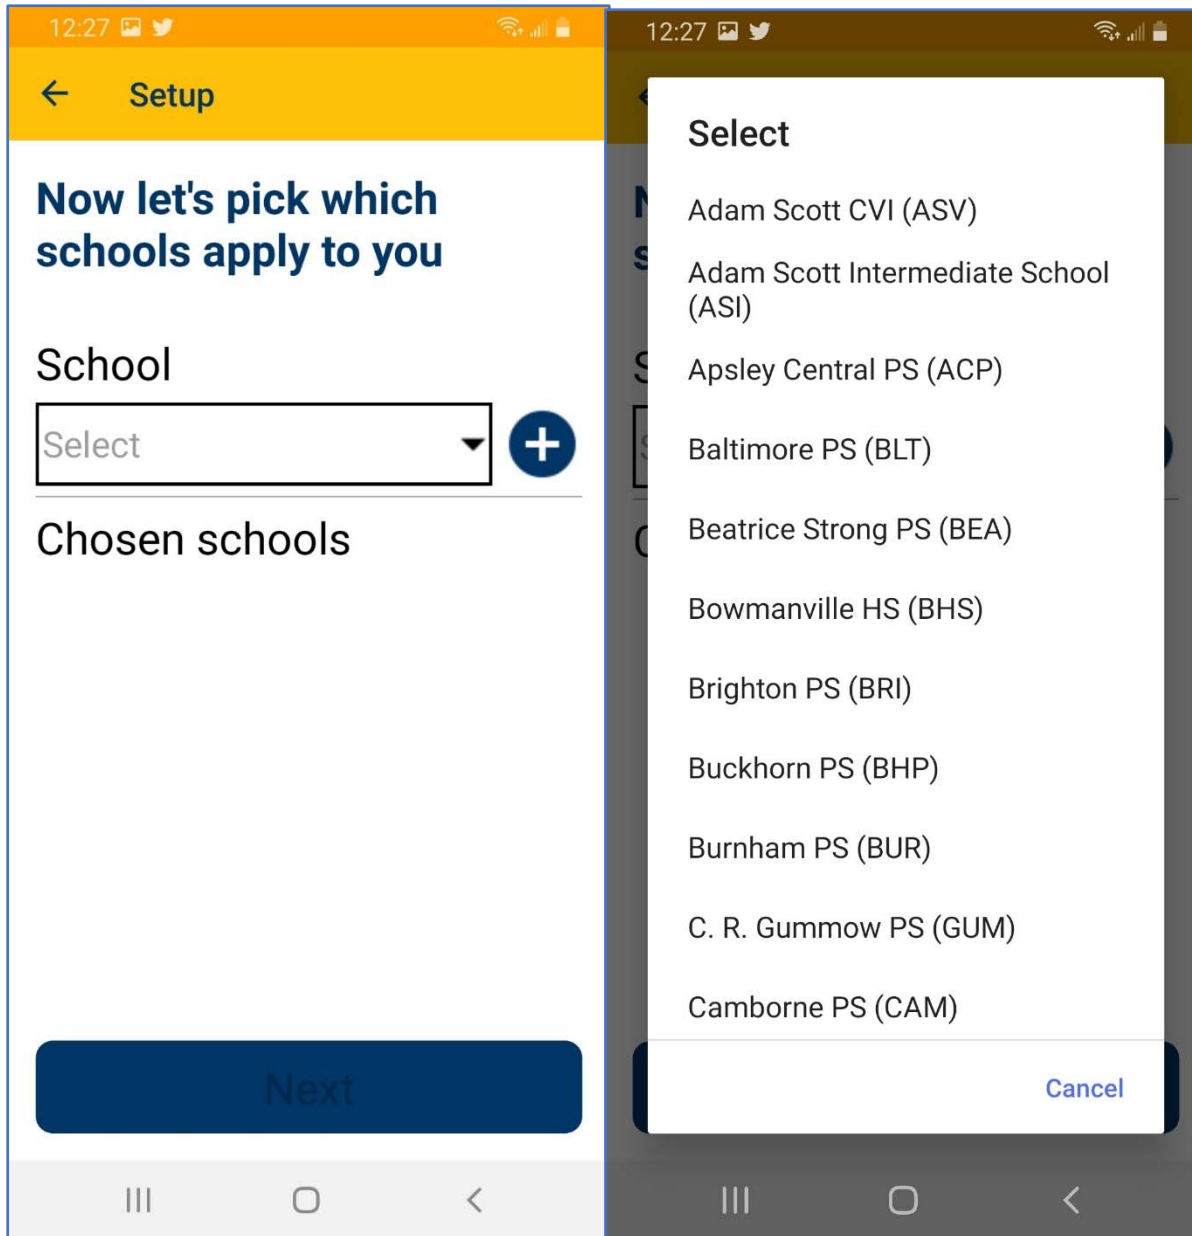 12:27
Setup
Now let's pick which
schools apply to you
School
Select
Chosen schools
Next
12:27
Select
Adam Scott CVI (ASV)
Adam Scott Intermediate School
(ASI)
Apsley Central PS (ACP)
Baltimore PS (BLT)
Beatrice Strong PS (BEA)
Bowmanville HS (BHS)
Brighton PS (BRI)
Buckhorn PS (BHP)
Burnham PS (BUR)
C. R. Gummow PS (GUM)
Camborne PS (CAM)
Cancel